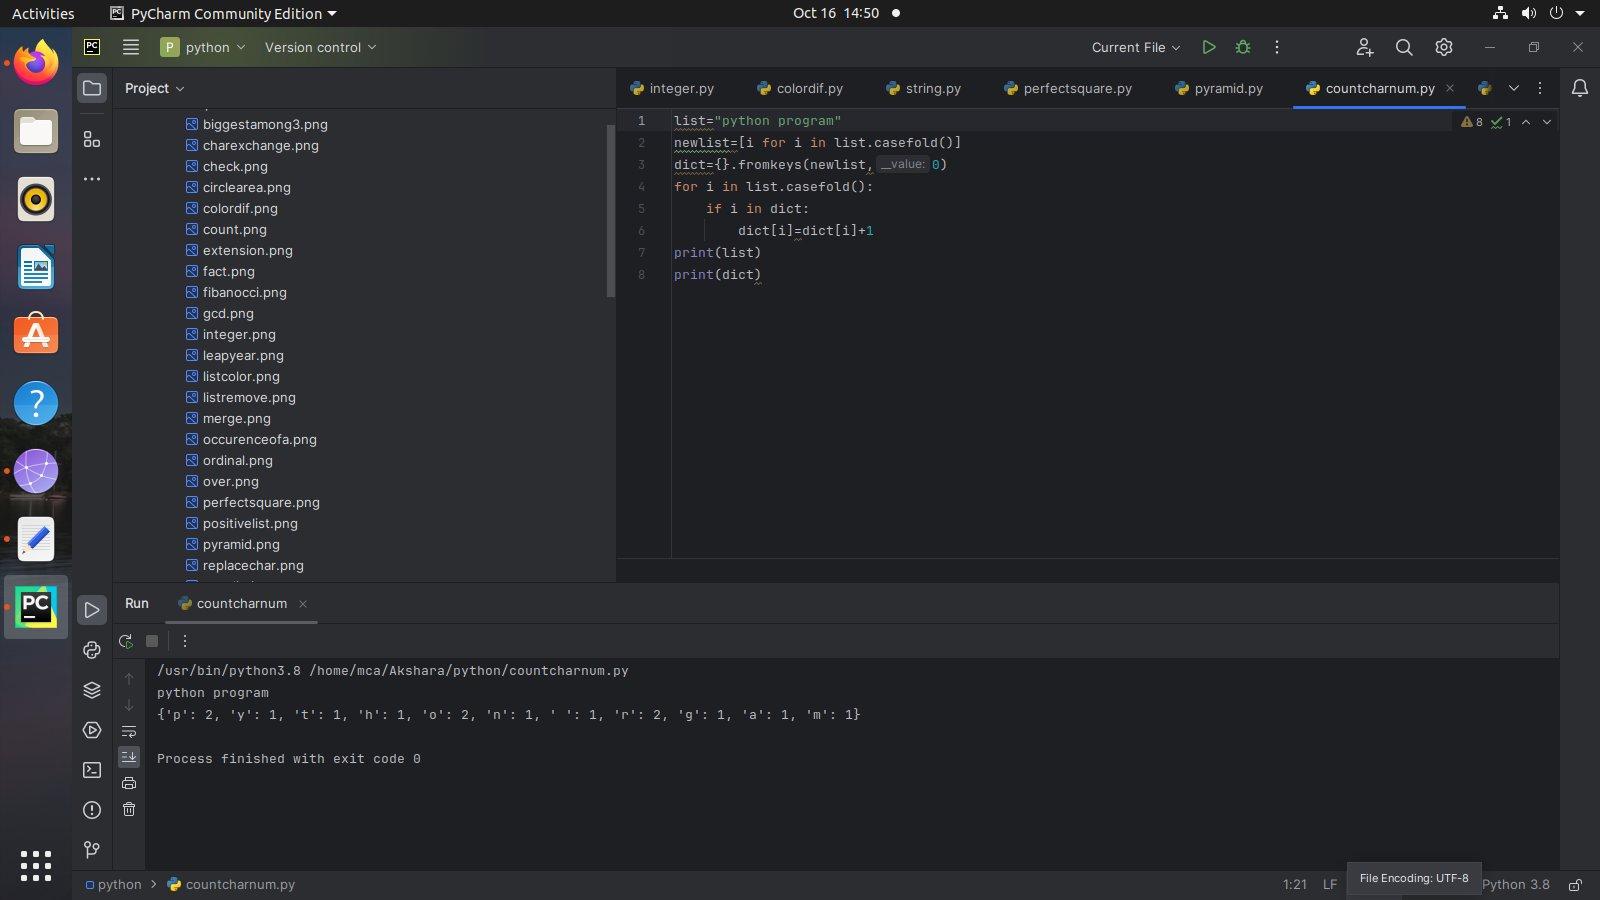 Activities PyCharm Community Edition Oct 16 14:50
PC P python Version control Current File
Project
integer.py colordif.py string.py perfectsquare.py pyramid.py countcharnum.py
biggestamong3.png
charexchange.png
check.png
circlearea.png
colordif.png
count.png
extension.png
fact.png
fibanocci.png
gcd.png
integer.png
leapyear.png
listcolor.png
listremove.png
merge.png
occurenceofa.png
ordinal.png
over.png
perfectsquare.png
positivelist.png
pyramid.png
replacechar.png
1 list="python program"
8 1
2 newlist=[i for i in list.casefold()]
3 dict={}.fromkeys(newlist, __value: 0)
4 for i in list.casefold():
5 if i in dict:
6 dict[i]=dict[i]+1
7 print(list)
8 print(dict)
Run countcharnum
/usr/bin/python3.8 /home/mca/Akshara/python/countcharnum.py
python program
{'p': 2, 'y': 1, 't': 1, 'h': 1, 'o': 2, 'n': 1, ' ': 1, 'r': 2, 'g': 1, 'a': 1, 'm': 1}
Process finished with exit code 0
PC
python countcharnum.py 1:21 LF File Encoding: UTF-8 Python 3.8